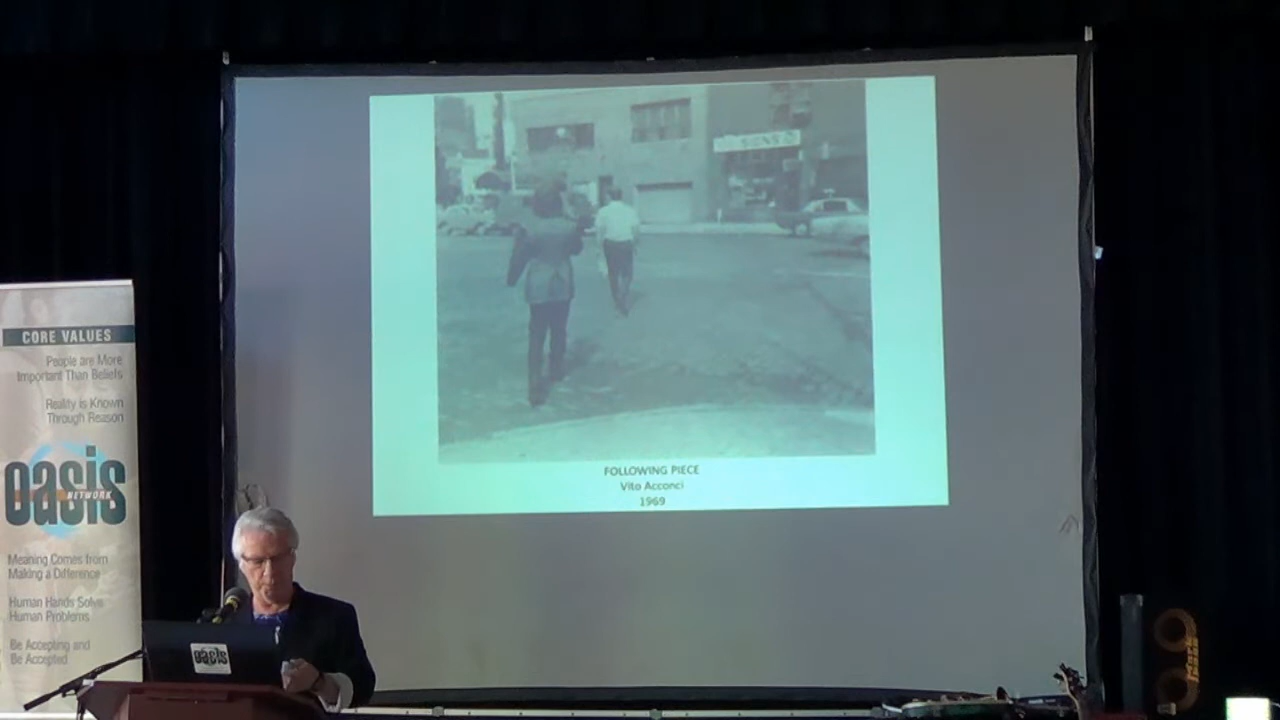 CORE VALUES
People are More
Important Than Beliefs
Reality is Known
Through Reason
oasis
NETWORK
Meaning Comes from
Making a Difference
Human Hands Solve
Human Problems
Be Accepting and
Be Accepted
FOLLOWING PIECE
Vito Acconci
1969
oasis